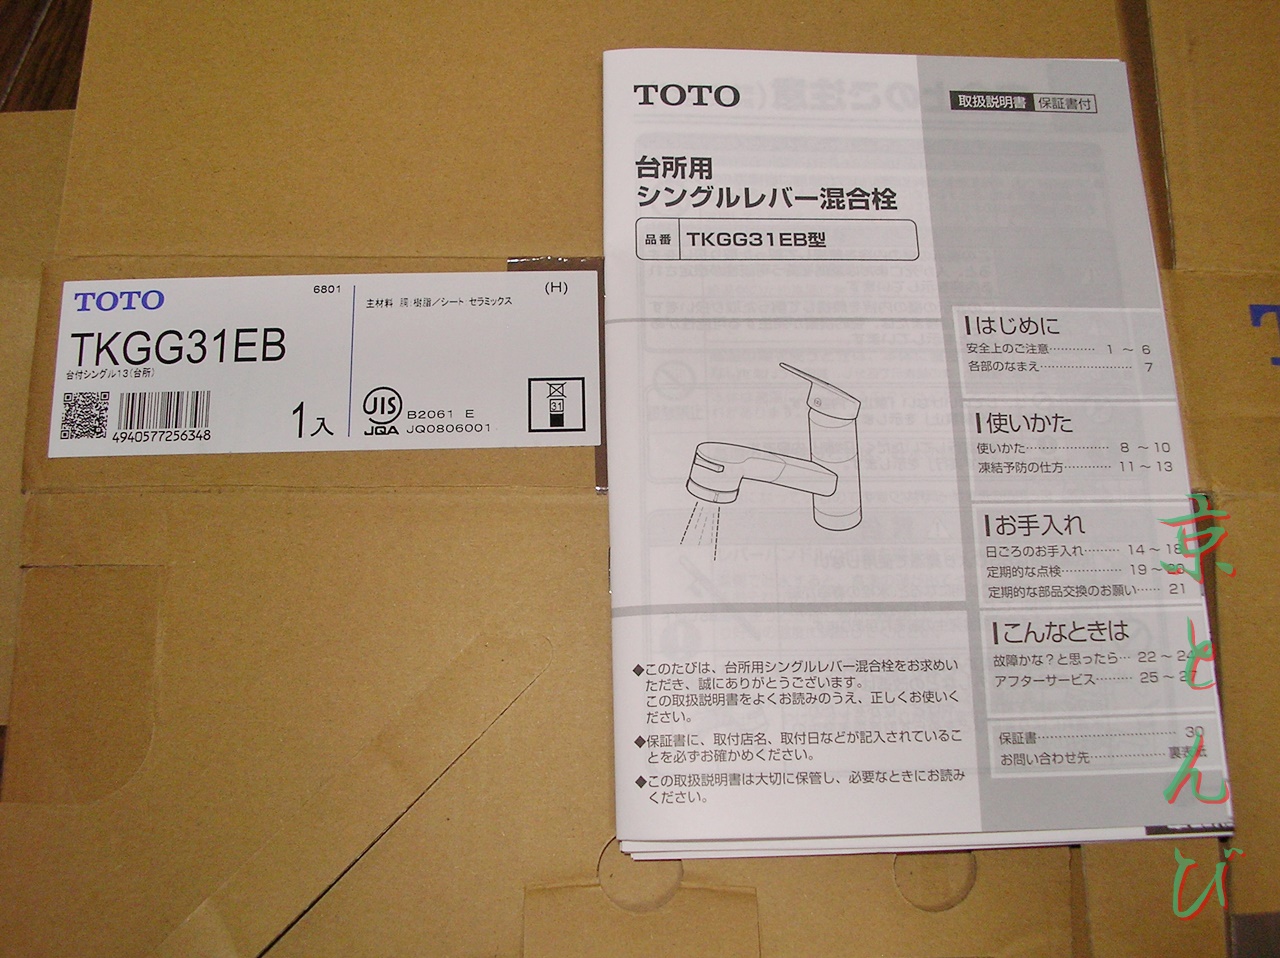 TOTO
6801
TKGG31EB
台付シングル13(台所)
4940577256348
1入
主材料 胴:樹脂/シート セラミックス
(H)
JIS
JQA
B2061 E
JQ0806001
31
TOTO
取扱説明書 保証書付
台所用
シングルレバー混合栓
品番 TKGG31EB型
はじめに
安全上のご注意………… 1 ~ 6
各部のなまえ………………… 7
使いかた
使いかた………………… 8 ~ 10
凍結予防の仕方………… 11 ~ 13
お手入れ
日ごろのお手入れ……… 14 ~ 18
定期的な点検…………… 19 ~ 20
定期的な部品交換のお願い…… 21
こんなときは
故障かな?と思ったら… 22 ~ 24
アフターサービス……… 25 ~ 27
保証書………………………… 30
お問い合わせ先…………… 裏表紙
◆このたびは、台所用シングルレバー混合栓をお求めい
ただき、誠にありがとうございます。
この取扱説明書をよくお読みのうえ、正しくお使いく
ださい。
◆保証書に、取付店名、取付日などが記入されているこ
とを必ずお確かめください。
◆この取扱説明書は大切に保管し、必要なときにお読み
ください。
京とんび